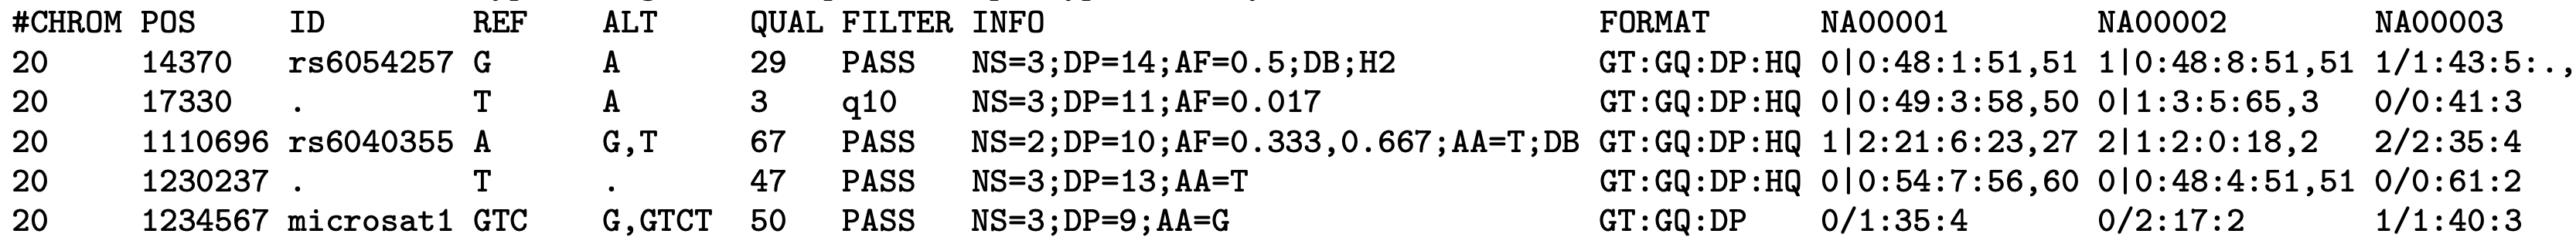 #CHROM POS ID REF ALT QUAL FILTER INFO FORMAT NA00001 NA00002 NA00003
20 14370 rs6054257 G A 29 PASS NS=3;DP=14;AF=0.5;DB;H2 GT:GQ:DP:HQ 0|0:48:1:51,51 1|0:48:8:51,51 1/1:43:5:.,
20 17330 . T A 3 q10 NS=3;DP=11;AF=0.017 GT:GQ:DP:HQ 0|0:49:3:58,50 0|1:3:5:65,3 0/0:41:3
20 1110696 rs6040355 A G,T 67 PASS NS=2;DP=10;AF=0.333,0.667;AA=T;DB GT:GQ:DP:HQ 1|2:21:6:23,27 2|1:2:0:18,2 2/2:35:4
20 1230237 . T . 47 PASS NS=3;DP=13;AA=T GT:GQ:DP:HQ 0|0:54:7:56,60 0|0:48:4:51,51 0/0:61:2
20 1234567 microsat1 GTC G,GTCT 50 PASS NS=3;DP=9;AA=G GT:GQ:DP 0/1:35:4 0/2:17:2 1/1:40:3